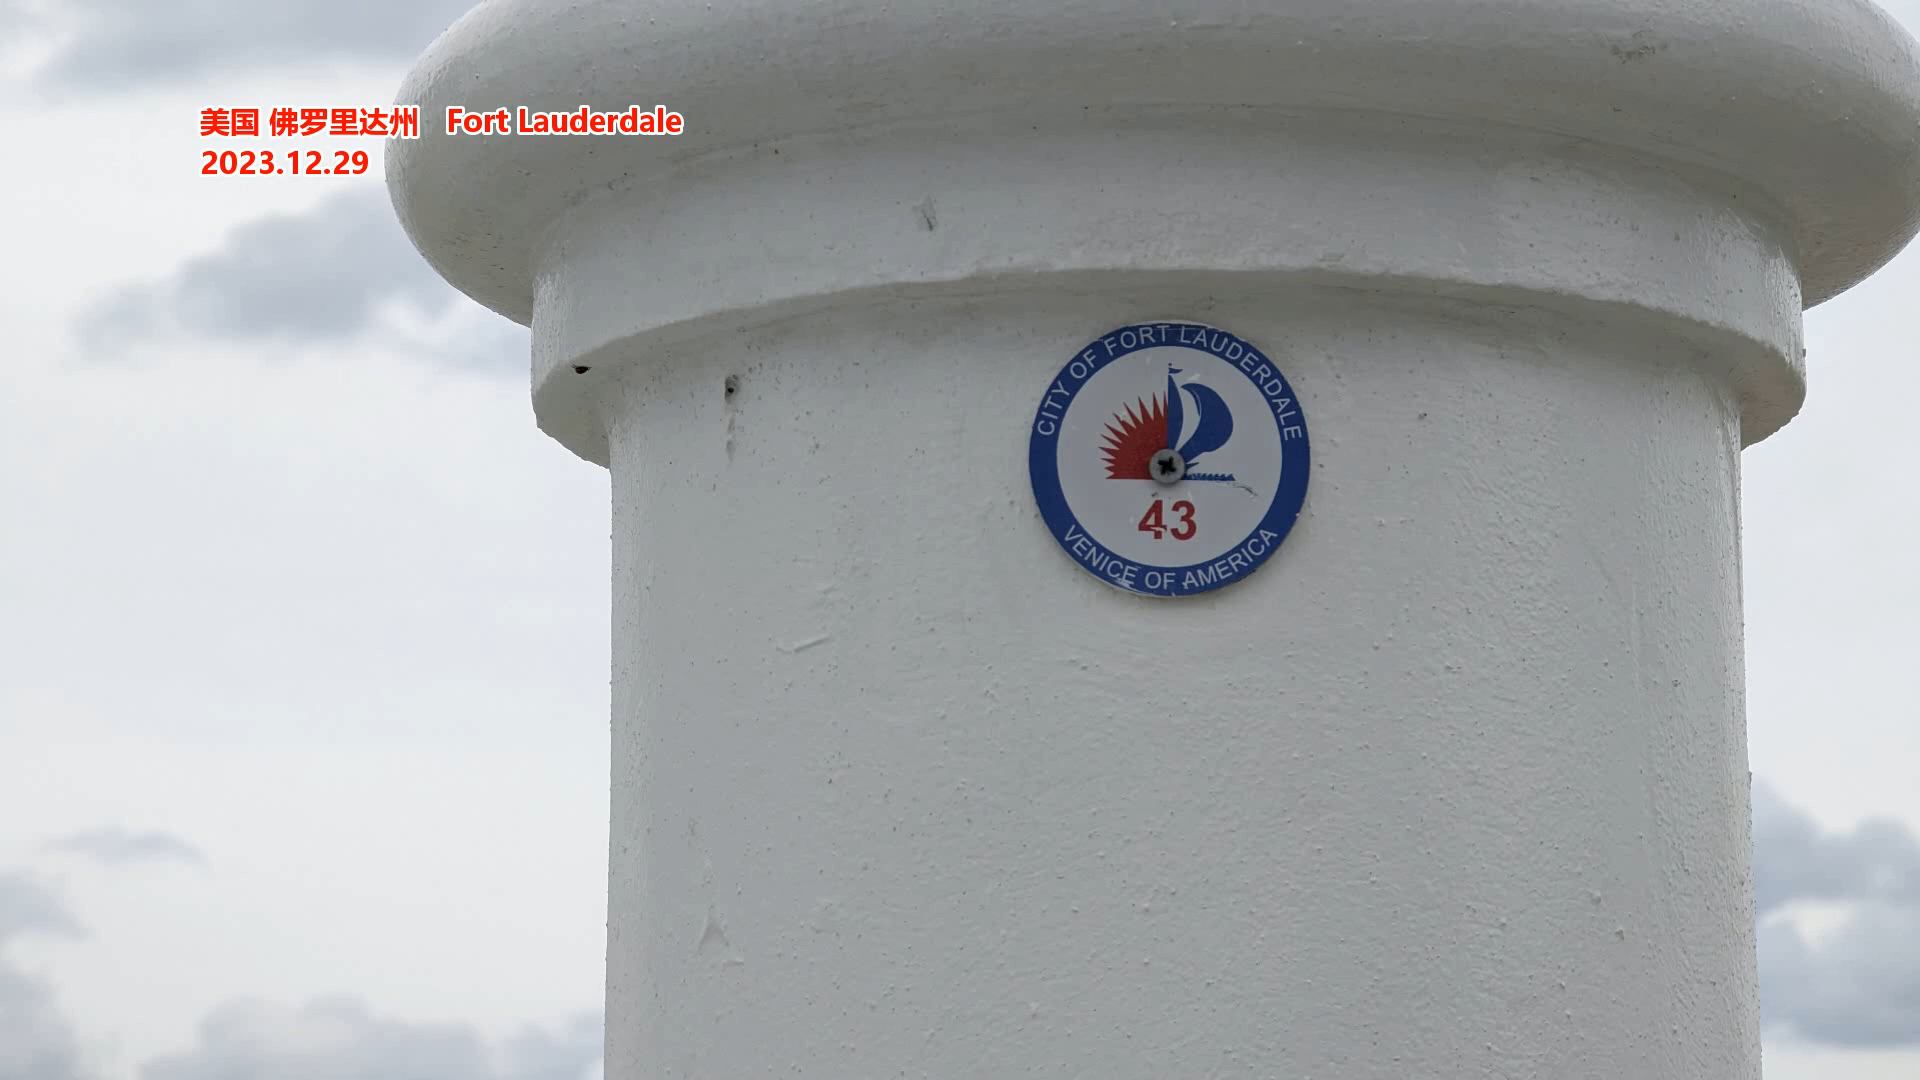 美国 佛罗里达州 Fort Lauderdale
2023.12.29
CITY OF FORT LAUDERDALE
43
VENICE OF AMERICA